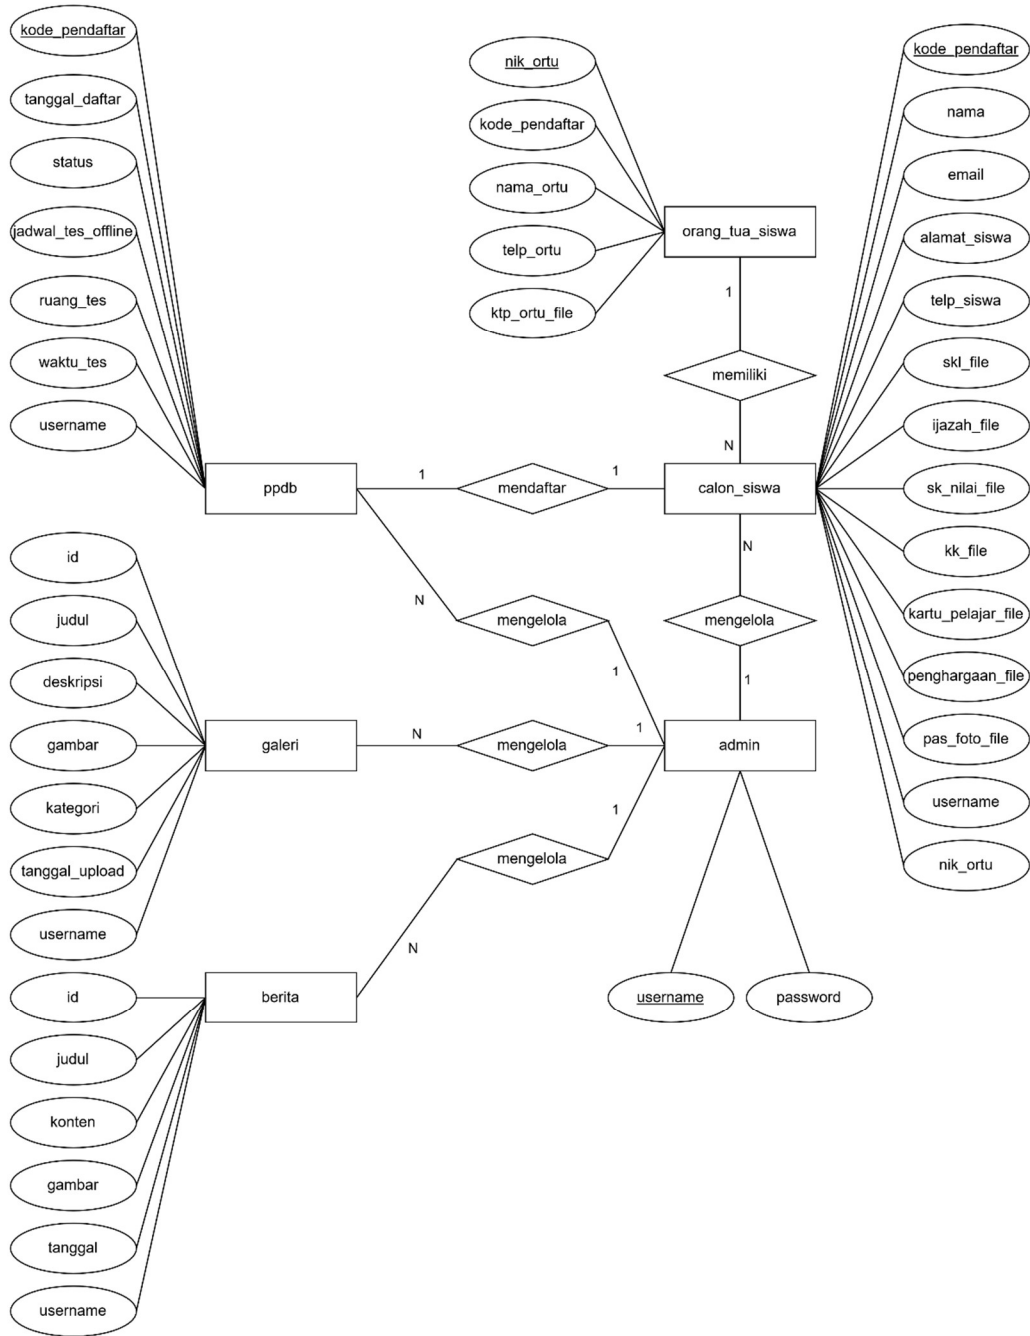 kode_pendaftar
tanggal_daftar
status
jadwal_tes_offline
ruang_tes
waktu_tes
username
ppdb
nik_ortu
kode_pendaftar
nama_ortu
telp_ortu
ktp_ortu_file
orang_tua_siswa
1
memiliki
N
kode_pendaftar
nama
email
alamat_siswa
telp_siswa
skl_file
ijazah_file
sk_nilai_file
kk_file
kartu_pelajar_file
penghargaan_file
pas_foto_file
username
nik_ortu
1
mendaftar
1
calon_siswa
N
mengelola
1
N
mengelola
1
id
judul
deskripsi
gambar
kategori
tanggal_upload
username
galeri
N
mengelola
1
admin
1
mengelola
N
username
password
berita
id
judul
konten
gambar
tanggal
username